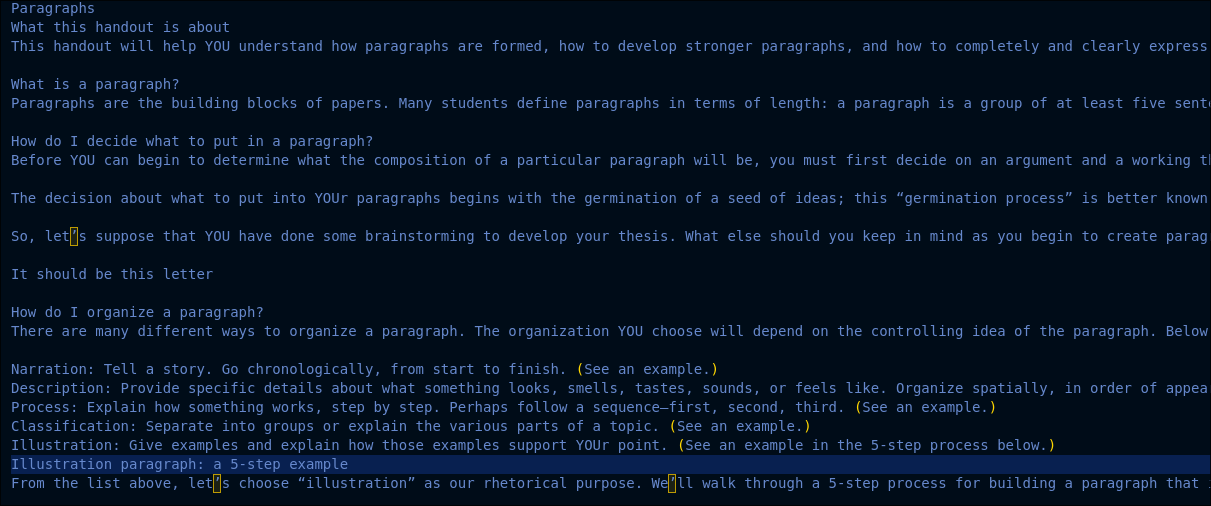 Paragraphs
What this handout is about
This handout will help YOU understand how paragraphs are formed, how to develop stronger paragraphs, and how to completely and clearly express
What is a paragraph?
Paragraphs are the building blocks of papers. Many students define paragraphs in terms of length: a paragraph is a group of at least five sent
How do I decide what to put in a paragraph?
Before YOU can begin to determine what the composition of a particular paragraph will be, you must first decide on an argument and a working t
The decision about what to put into YOUr paragraphs begins with the germination of a seed of ideas; this “germination process” is better known
So, let’s suppose that YOU have done some brainstorming to develop your thesis. What else should you keep in mind as you begin to create parag
It should be this letter
How do I organize a paragraph?
There are many different ways to organize a paragraph. The organization YOU choose will depend on the controlling idea of the paragraph. Below
Narration: Tell a story. Go chronologically, from start to finish. (See an example.)
Description: Provide specific details about what something looks, smells, tastes, sounds, or feels like. Organize spatially, in order of appea
Process: Explain how something works, step by step. Perhaps follow a sequence—first, second, third. (See an example.)
Classification: Separate into groups or explain the various parts of a topic. (See an example.)
Illustration: Give examples and explain how those examples support YOUr point. (See an example in the 5-step process below.)
Illustration paragraph: a 5-step example
From the list above, let’s choose “illustration” as our rhetorical purpose. We’ll walk through a 5-step process for building a paragraph that